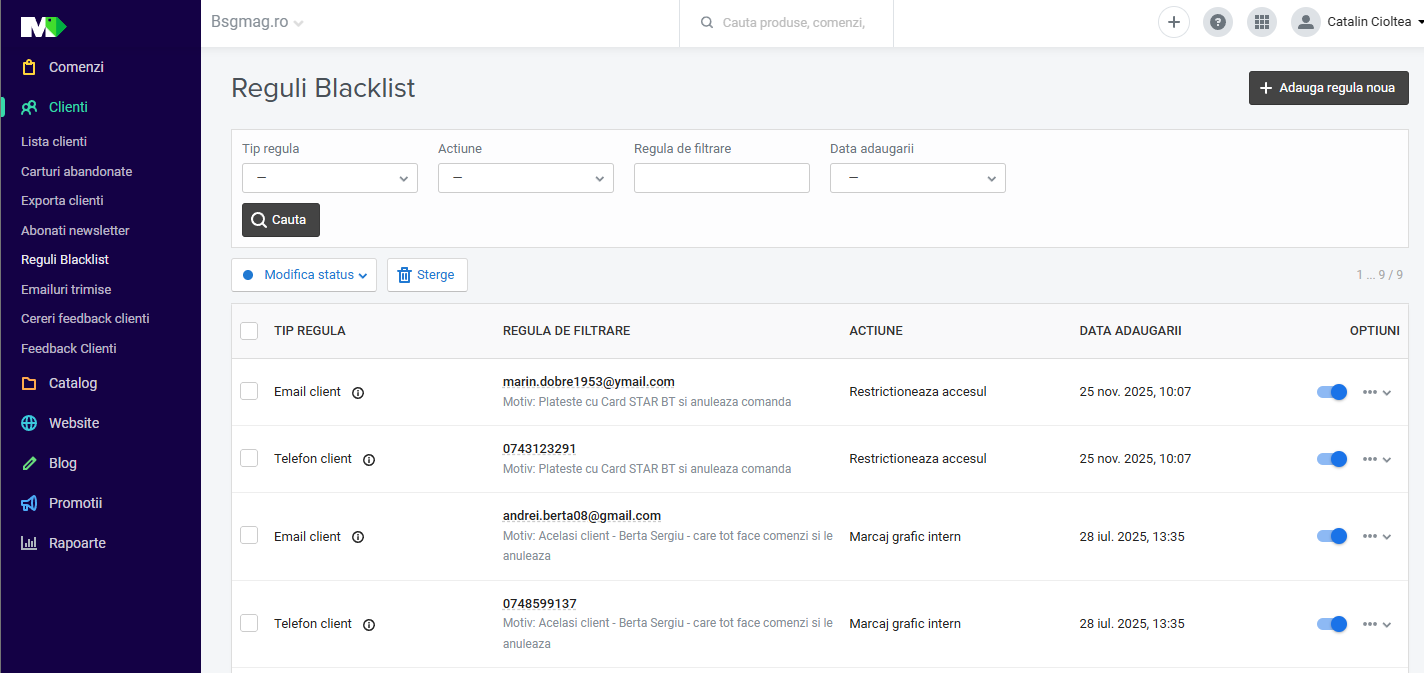 Bsgmag.ro
Cauta produse, comenzi,
Catalin Cioltea
Comenzi
Clienti
Lista clienti
Carturi abandonate
Exporta clienti
Abonati newsletter
Reguli Blacklist
Emailuri trimise
Cereri feedback clienti
Feedback Clienti
Catalog
Website
Blog
Promotii
Rapoarte
Reguli Blacklist
+ Adauga regula noua
Tip regula Actiune Regula de filtrare Data adaugarii
— — —
Cauta
Modifica status Sterge 1 ... 9 / 9
TIP REGULA REGULA DE FILTRARE ACTIUNE DATA ADAUGARII OPTIUNI
Email client marin.dobre1953@ymail.com Restrictioneaza accesul 25 nov. 2025, 10:07
Motiv: Plateste cu Card STAR BT si anuleaza comanda
Telefon client 0743123291 Restrictioneaza accesul 25 nov. 2025, 10:07
Motiv: Plateste cu Card STAR BT si anuleaza comanda
Email client andrei.berta08@gmail.com Marcaj grafic intern 28 iul. 2025, 13:35
Motiv: Acelasi client - Berta Sergiu - care tot face comenzi si le
anuleaza
Telefon client 0748599137 Marcaj grafic intern 28 iul. 2025, 13:35
Motiv: Acelasi client - Berta Sergiu - care tot face comenzi si le
anuleaza